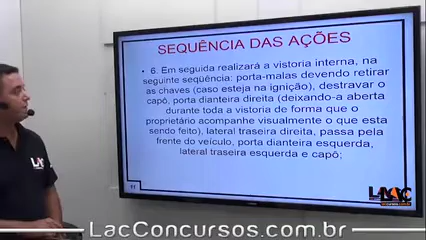 SEQUÊNCIA DAS AÇÕES
• 6. Em seguida realizará a vistoria interna, na
seguinte seqüência: porta-malas devendo retirar
as chaves (caso esteja na ignição), destravar o
capô, porta dianteira direita (deixando-a aberta
durante toda a vistoria de forma que o
proprietário acompanhe visualmente o que esta
sendo feito), lateral traseira direita, passa pela
frente do veículo, porta dianteira esquerda,
lateral traseira esquerda e capô;
11
LAC
LAC
LacConcursos.com.br